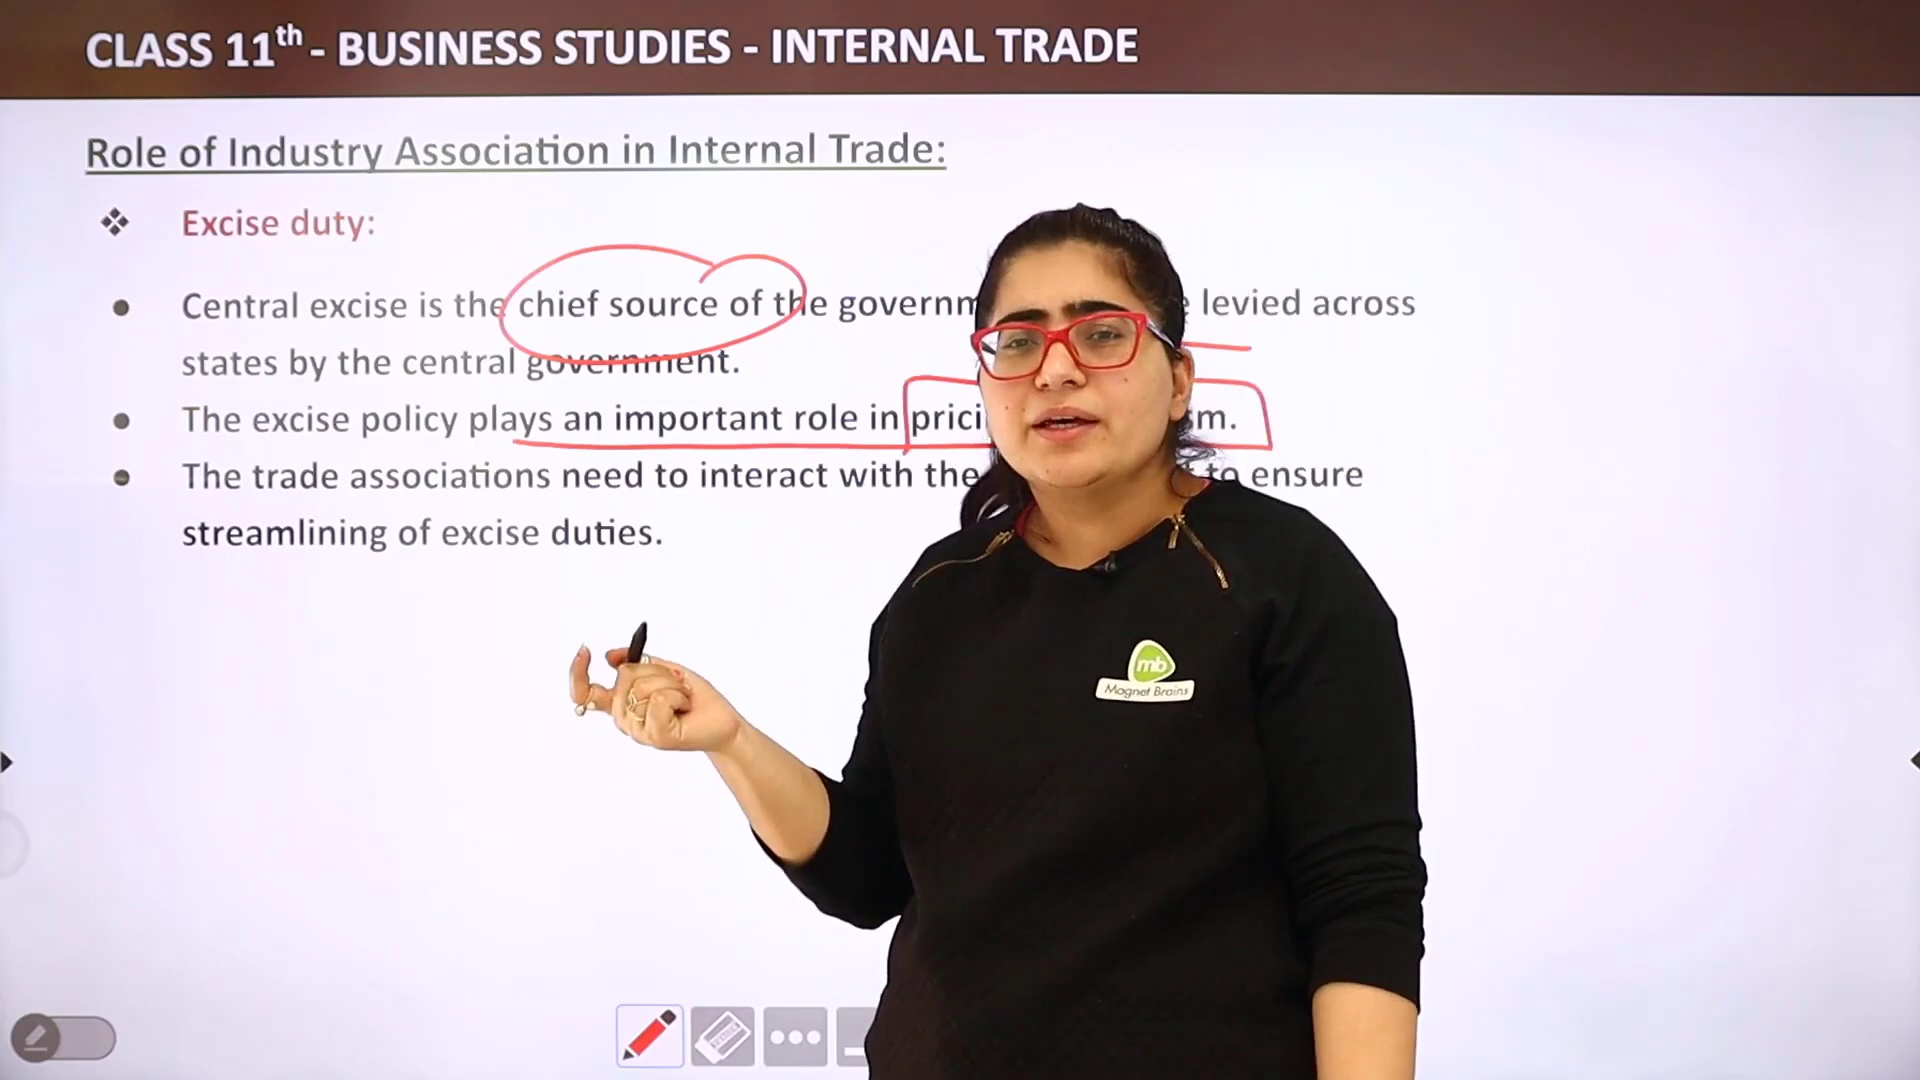 CLASS 11th - BUSINESS STUDIES - INTERNAL TRADE
Role of Industry Association in Internal Trade:
Excise duty:
Central excise is the chief source of the levied across
states by the central government.
The excise policy plays an important role in
The trade associations need to interact with the to ensure
streamlining of excise duties.
mb
Magnet Brains